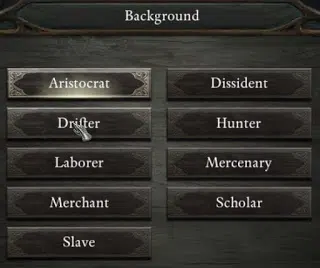 Background
Aristocrat
Dissident
Drifter
Hunter
Laborer
Mercenary
Merchant
Scholar
Slave